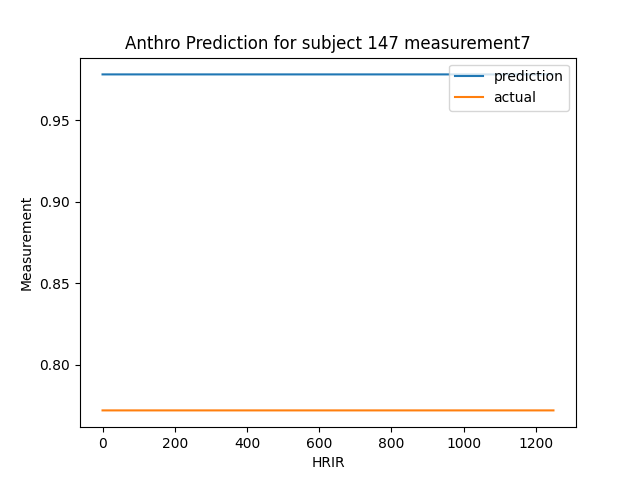 Anthro Prediction for subject 147 measurement7
prediction
actual
0.95
0.90
0.85
0.80
Measurement
0 200 400 600 800 1000 1200
HRIR